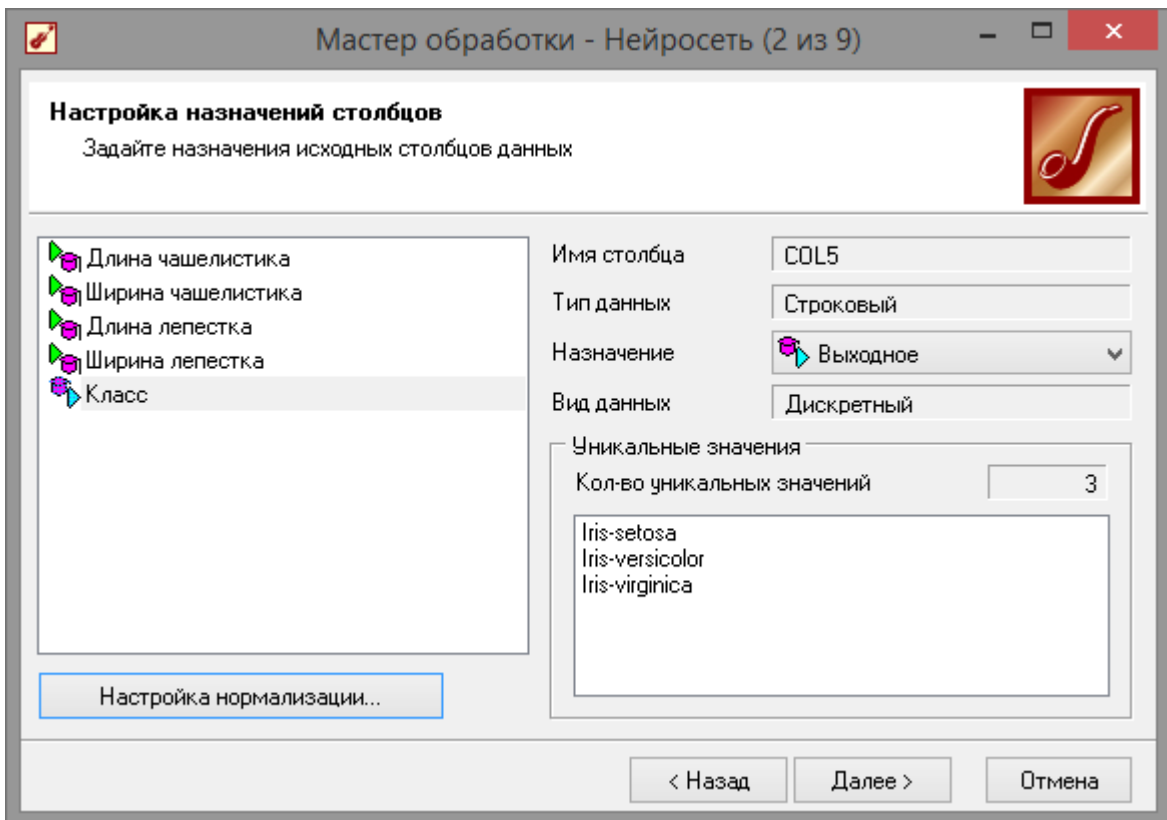 Мастер обработки - Нейросеть (2 из 9)
Настройка назначений столбцов
Задайте назначения исходных столбцов данных
Длина чашелистика
Ширина чашелистика
Длина лепестка
Ширина лепестка
Класс
Настройка нормализации...
Имя столбца COL5
Тип данных Строковый
Назначение Выходное
Вид данных Дискретный
Уникальные значения
Кол-во уникальных значений 3
Iris-setosa
Iris-versicolor
Iris-virginica
< Назад Далее > Отмена